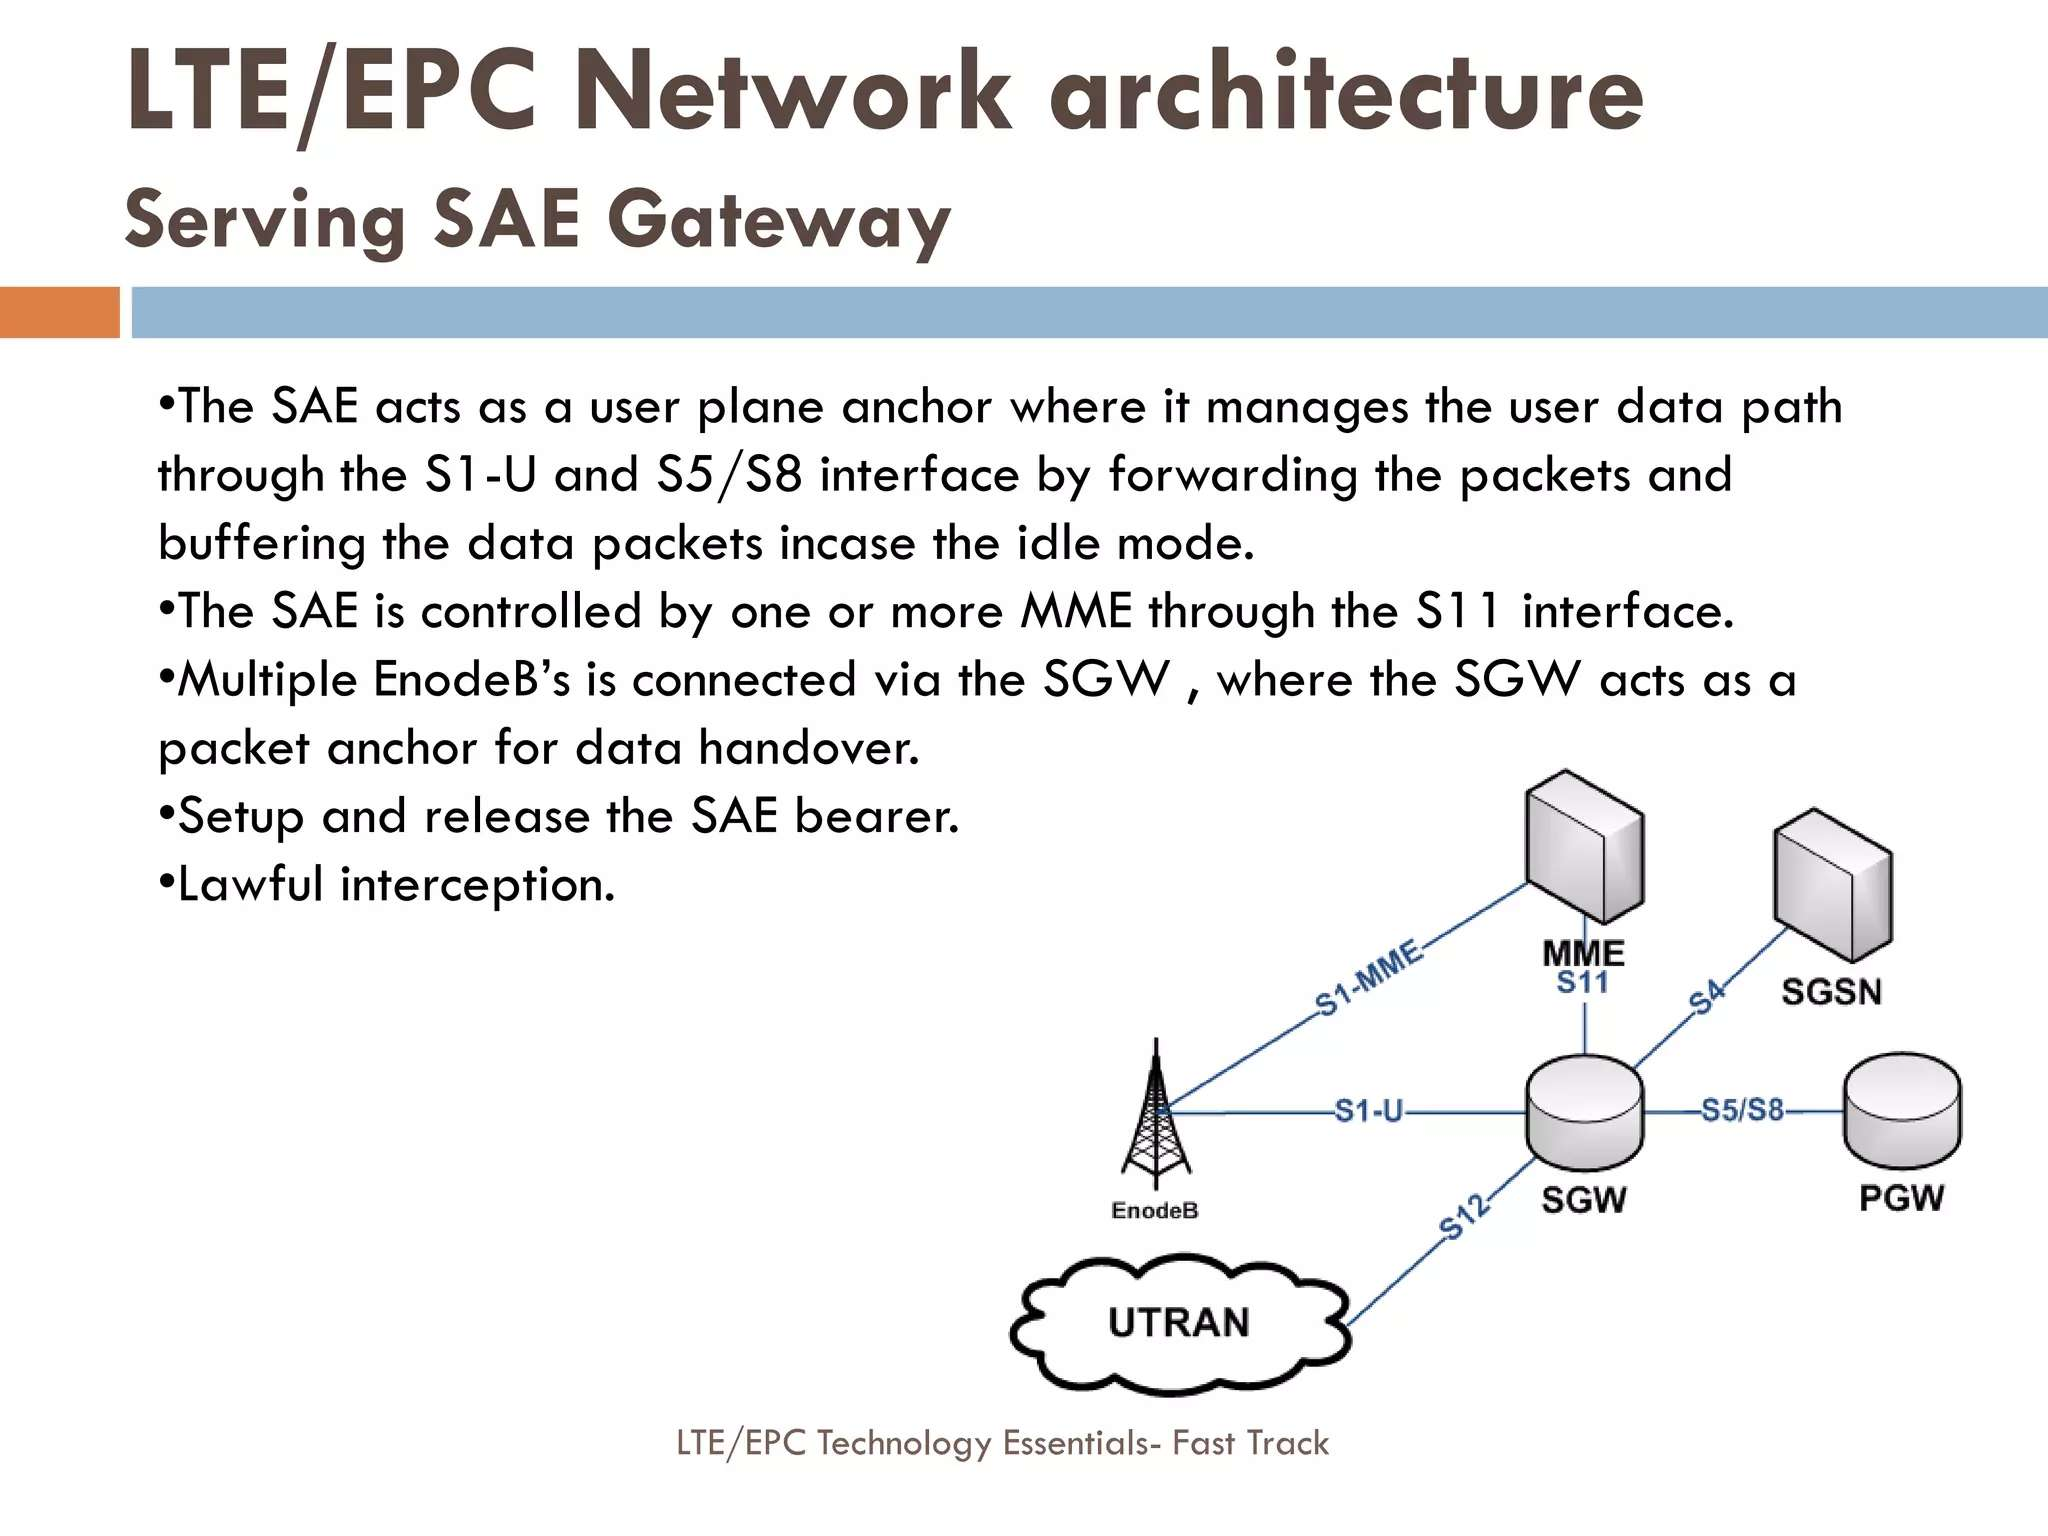 LTE/EPC Network architecture
Serving SAE Gateway
•The SAE acts as a user plane anchor where it manages the user data path
through the S1-U and S5/S8 interface by forwarding the packets and
buffering the data packets incase the idle mode.
•The SAE is controlled by one or more MME through the S11 interface.
•Multiple EnodeB’s is connected via the SGW , where the SGW acts as a
packet anchor for data handover.
•Setup and release the SAE bearer.
•Lawful interception.
MME
S11
S1-MME
S4
SGSN
S1-U
S5/S8
EnodeB
SGW
PGW
S12
UTRAN
LTE/EPC Technology Essentials- Fast Track